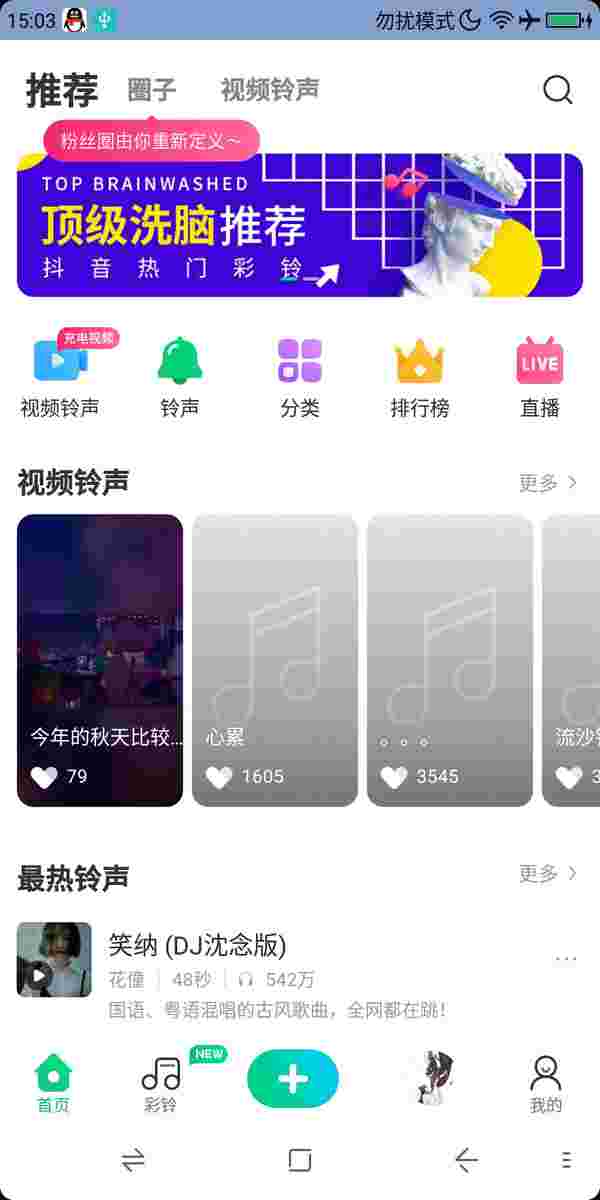 15:03 勿扰模式
推荐 圈子 视频铃声
粉丝圈由你重新定义~
TOP BRAINWASHED
顶级洗脑推荐
抖音热门彩铃
充电视频
LIVE
视频铃声 铃声 分类 排行榜 直播
视频铃声 更多
今年的秋天比较... 心累 。。。 流沙
79 1605 3545 3
最热铃声 更多
笑纳 (DJ沈念版)
花僮 48秒 542万
国语、粤语混唱的古风歌曲，全网都在跳！
NEW
首页 彩铃 我的